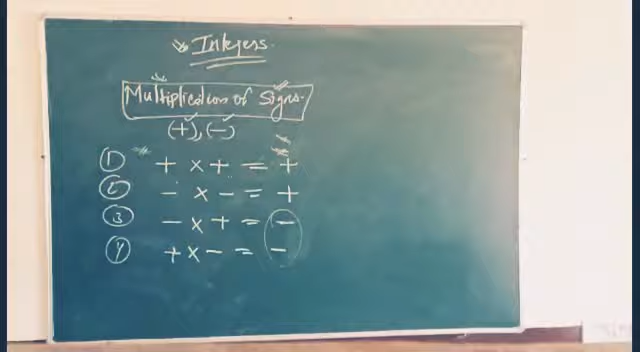 Integers.
Multiplication of Signs.
(+), (-)
① + × + = +
② - × - = +
③ - × + = -
④ + × - = -